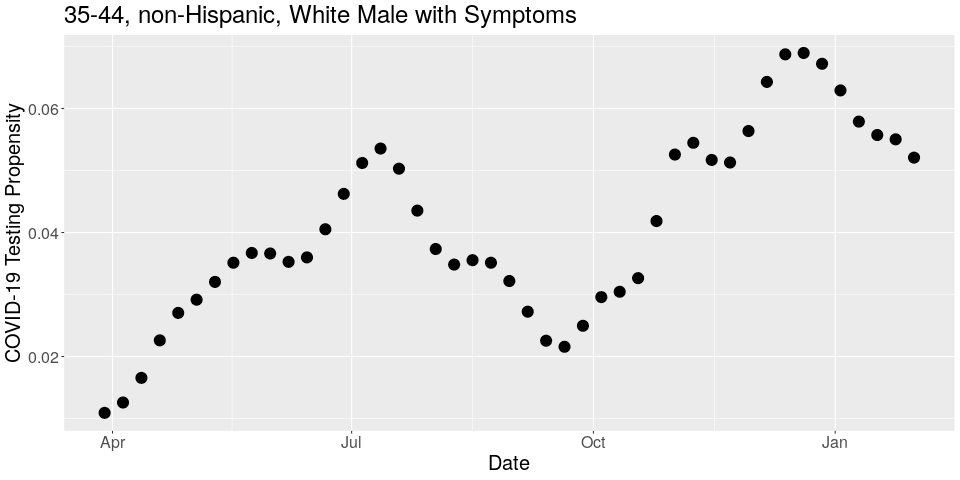 35-44, non-Hispanic, White Male with Symptoms
COVID-19 Testing Propensity
0.06
0.04
0.02
Apr
Jul
Oct
Jan
Date